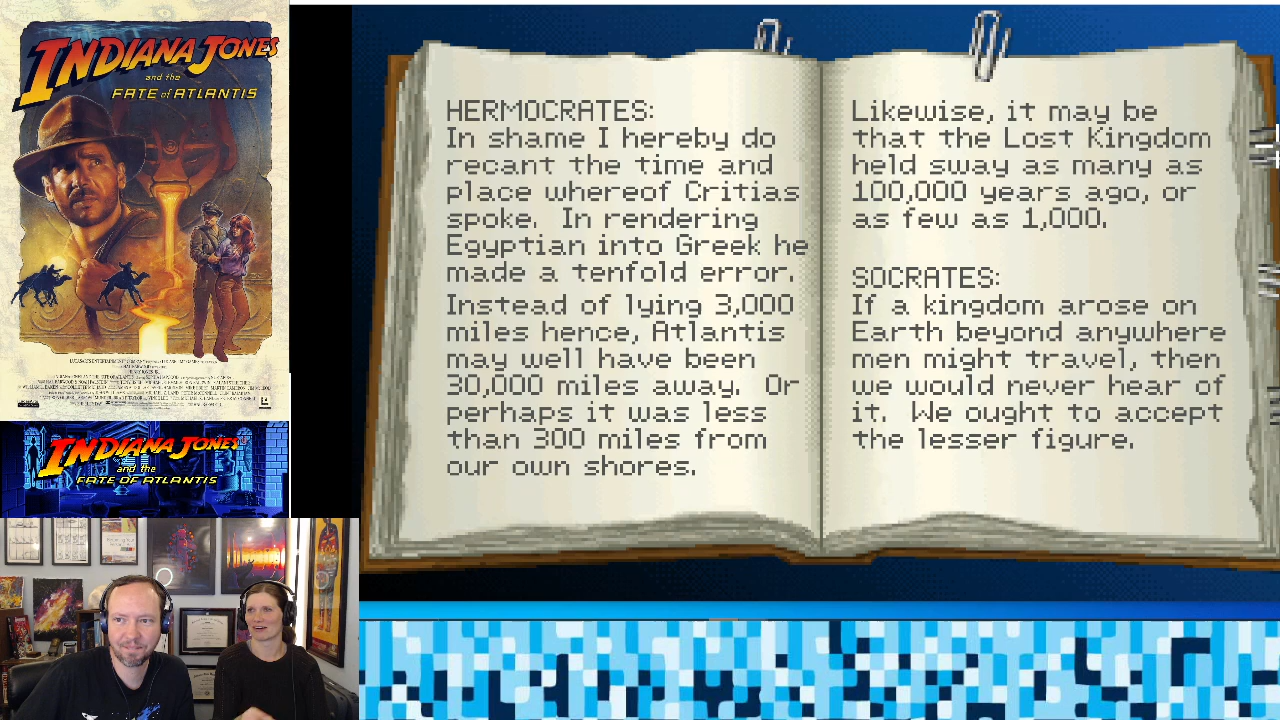 INDIANA JONES
and the
FATE of ATLANTIS
INDIANA JONES
and the
FATE OF ATLANTIS
HERMOCRATES:
In shame I hereby do
recant the time and
place whereof Critias
spoke. In rendering
Egyptian into Greek he
made a tenfold error.
Instead of lying 3,000
miles hence, Atlantis
may well have been
30,000 miles away. Or
perhaps it was less
than 300 miles from
our own shores.
Likewise, it may be
that the Lost Kingdom
held sway as many as
100,000 years ago, or
as few as 1,000.
SOCRATES:
If a kingdom arose on
Earth beyond anywhere
men might travel, then
we would never hear of
it. We ought to accept
the lesser figure.